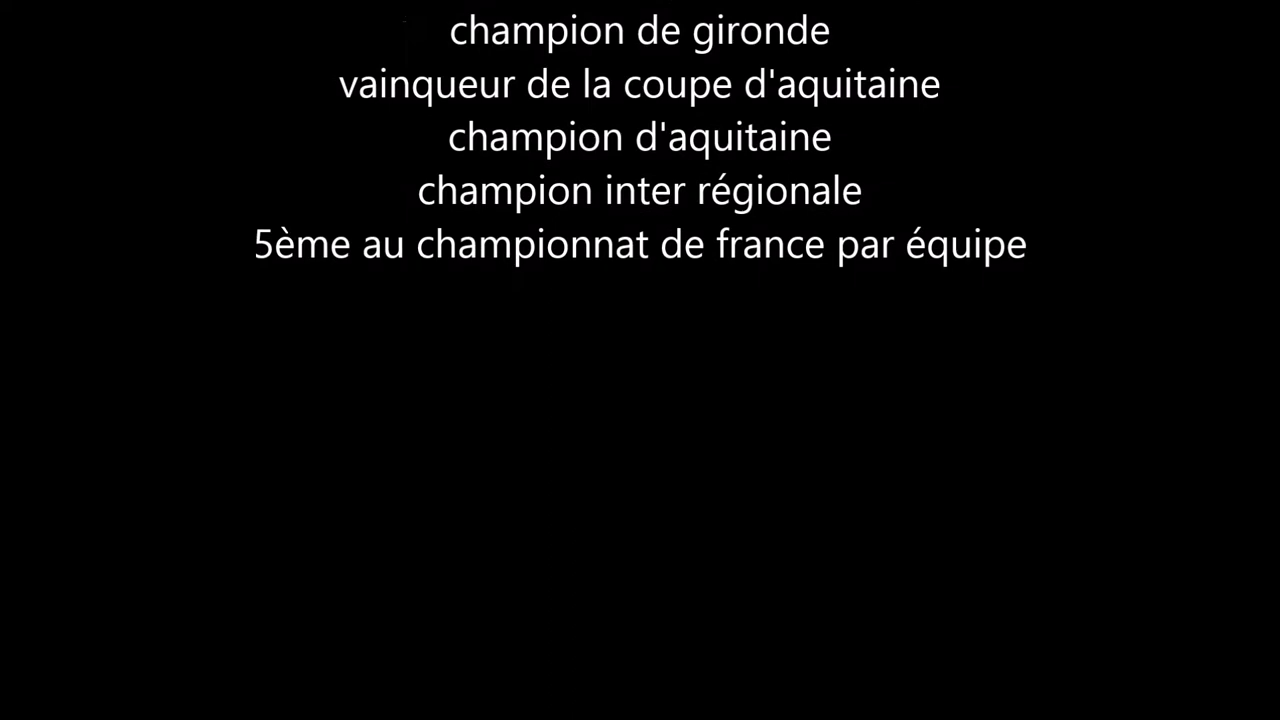 champion de gironde
vainqueur de la coupe d'aquitaine
champion d'aquitaine
champion inter régionale
5ème au championnat de france par équipe